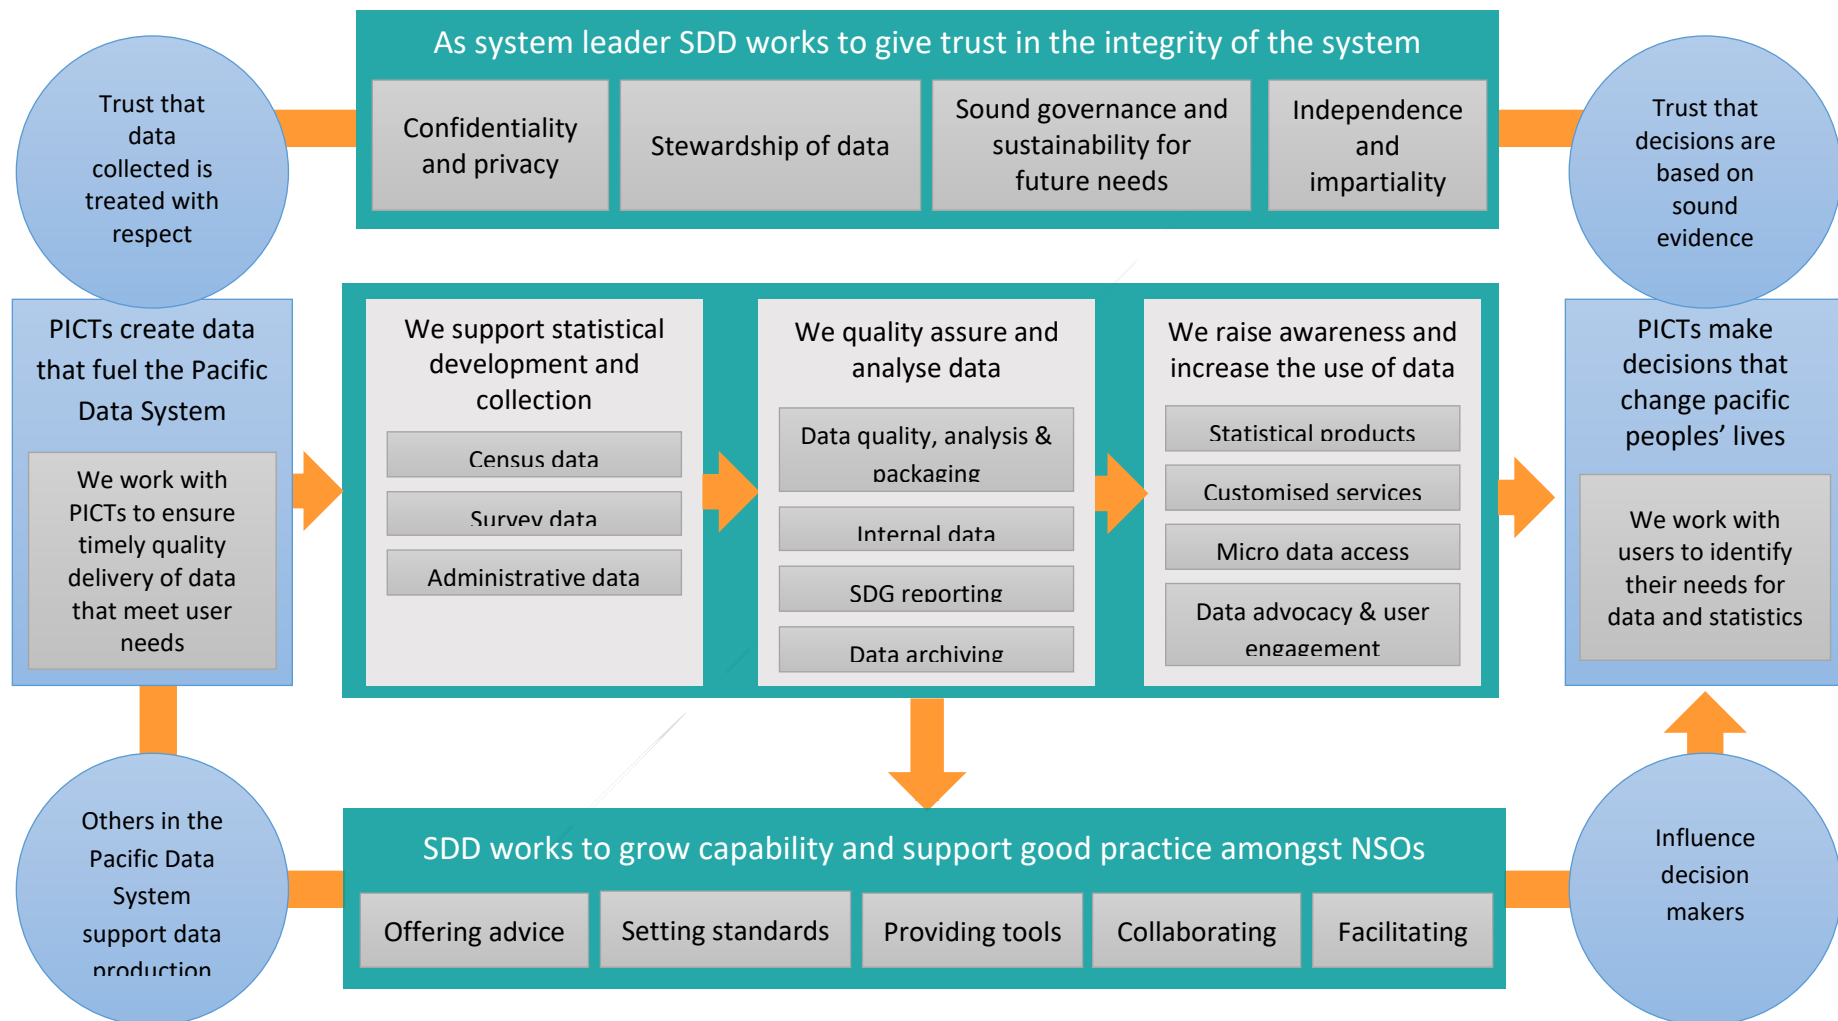 As system leader SDD works to give trust in the integrity of the system
Trust that
data
collected is
treated with
respect
Confidentiality
and privacy
Stewardship of data
Sound governance and
sustainability for
future needs
Independence
and
impartiality
Trust that
decisions are
based on
sound
evidence
PICTs create data
that fuel the Pacific
Data System
We work with
PICTs to ensure
timely quality
delivery of data
that meet user
needs
We support statistical
development and
collection
Census data
Survey data
Administrative data
We quality assure and
analyse data
Data quality, analysis &
packaging
Internal data
SDG reporting
Data archiving
We raise awareness and
increase the use of data
Statistical products
Customised services
Micro data access
Data advocacy & user
engagement
PICTs make
decisions that
change pacific
peoples’ lives
We work with
users to identify
their needs for
data and statistics
Others in the
Pacific Data
System
support data
production
SDD works to grow capability and support good practice amongst NSOs
Offering advice
Setting standards
Providing tools
Collaborating
Facilitating
Influence
decision
makers